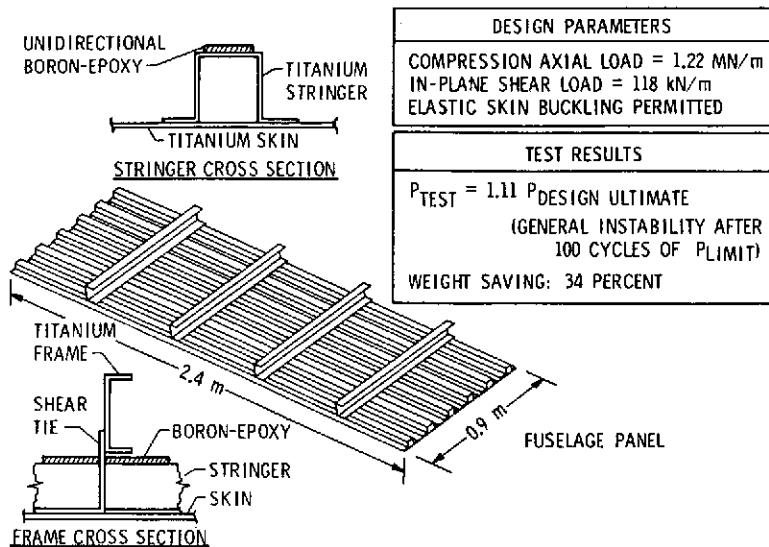 UNIDIRECTIONAL
BORON-EPOXY
TITANIUM
STRINGER
TITANIUM SKIN
STRINGER CROSS SECTION
DESIGN PARAMETERS
COMPRESSION AXIAL LOAD = 1.22 MN/m
IN-PLANE SHEAR LOAD = 118 kN/m
ELASTIC SKIN BUCKLING PERMITTED
TEST RESULTS
PTEST = 1.11 PDESIGN ULTIMATE
(GENERAL INSTABILITY AFTER
100 CYCLES OF PLIMIT)
WEIGHT SAVING: 34 PERCENT
TITANIUM
FRAME
2.4 m
0.9 m
SHEAR
TIE
BORON-EPOXY
FUSELAGE PANEL
STRINGER
SKIN
FRAME CROSS SECTION